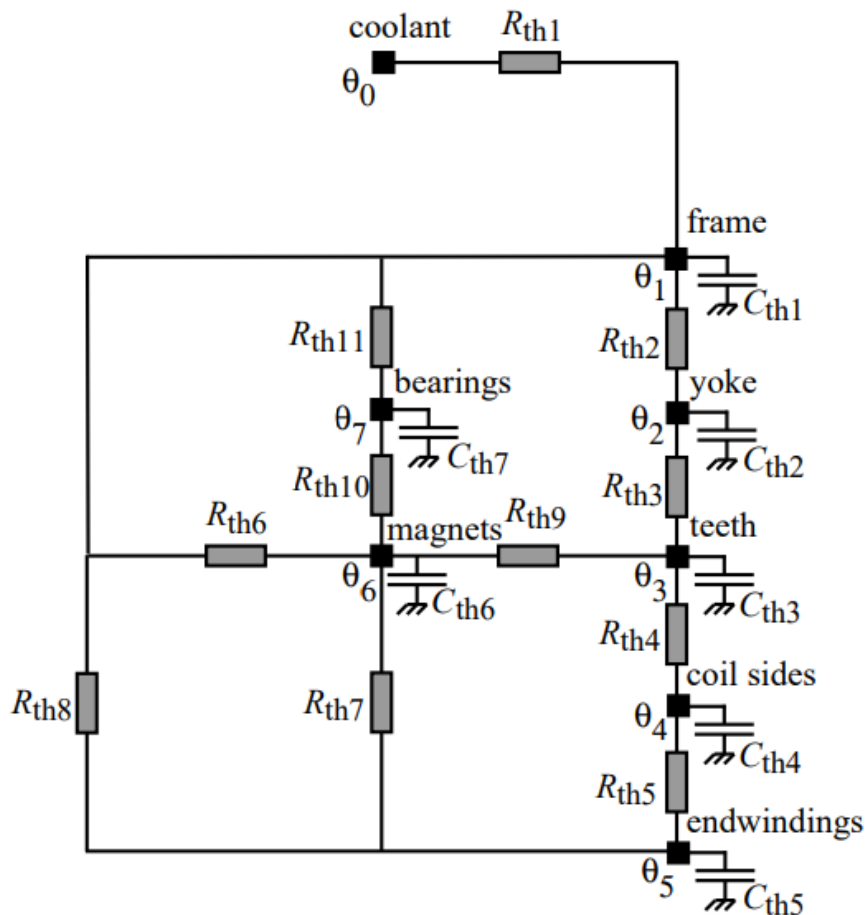 coolant
Rth1
θ0
frame
θ1
Cth1
Rth11
Rth2
bearings
yoke
θ7
θ2
Cth7
Cth2
Rth10
Rth3
Rth6
magnets
Rth9
teeth
θ6
θ3
Cth6
Cth3
Rth4
coil sides
Rth8
Rth7
θ4
Cth4
Rth5
endwindings
θ5
Cth5